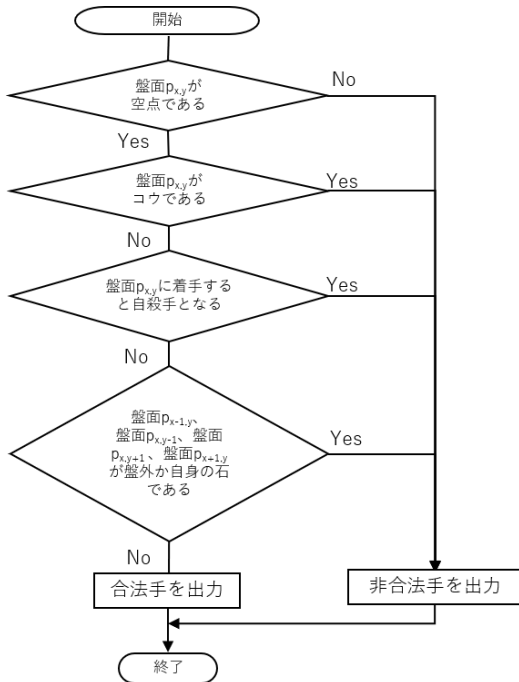 開始
盤面px,yが
空点である
No
Yes
盤面px,yが
コウである
Yes
No
盤面px,yに着手する
と自殺手となる
Yes
No
盤面px-1,y、
盤面px,y-1、盤面
px,y+1 、盤面px+1,y
が盤外か自身の石
である
Yes
No
合法手を出力
非合法手を出力
終了